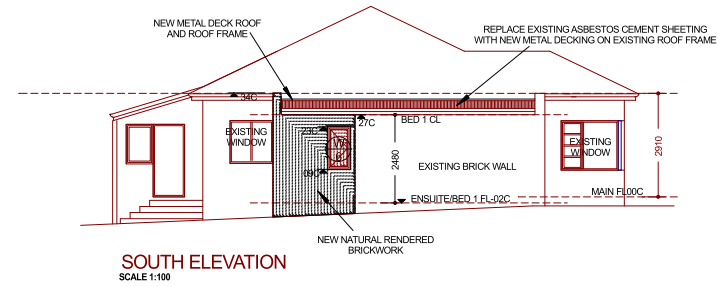 NEW METAL DECK ROOF
AND ROOF FRAME
REPLACE EXISTING ASBESTOS CEMENT SHEETING
WITH NEW METAL DECKING ON EXISTING ROOF FRAME
34C
27C
BED 1 CL
23C
EXISTING
WINDOW
W
09C
2480
EXISTING BRICK WALL
EXISTING
WINDOW
2910
MAIN FL00C
ENSUITE/BED 1 FL-02C
NEW NATURAL RENDERED
BRICKWORK
SOUTH ELEVATION
SCALE 1:100